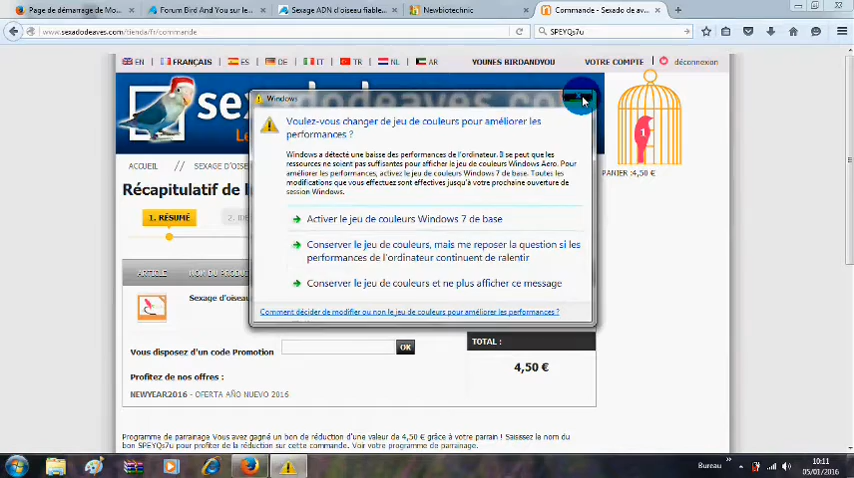 Page de démarrage de Mo...
Forum Bird And You sur le...
Sexage ADN d'oiseau fiable...
Newbiotechnic
Commande - Sexado de av...
www.sexadodeaves.com/tienda/fr/commande
SPEYQs7u
EN FRANÇAIS ES DE IT TR NL AR YOUNES BIRDANDYOU VOTRE COMPTE déconnexion
Windows
Voulez-vous changer de jeu de couleurs pour améliorer les
performances ?
Windows a détecté une baisse des performances de l'ordinateur. Il se peut que les
ressources ne soient pas suffisantes pour afficher le jeu de couleurs Windows Aero. Pour
améliorer les performances, activez le jeu de couleurs Windows 7 de base. Toutes les
modifications que vous effectuez sont effectives jusqu'à votre prochaine ouverture de
session Windows.
Activer le jeu de couleurs Windows 7 de base
Conserver le jeu de couleurs, mais me reposer la question si les
performances de l'ordinateur continuent de ralentir
Conserver le jeu de couleurs et ne plus afficher ce message
Comment décider de modifier ou non le jeu de couleurs pour améliorer les performances ?
1
PANIER :4,50 €
ACCUEIL // SEXAGE D'OISE
Récapitulatif de
1. RÉSUMÉ
ARTICLE NOM DU PRODU
Sexage d'oisea
TOTAL :
4,50 €
Vous disposez d'un code Promotion OK
Profitez de nos offres :
NEWYEAR2016 - OFERTA AÑO NUEVO 2016
Programme de parrainage Vous avez gagné un bon de réduction d'une valeur de 4,50 € grâce à votre parrain ! Saisissez le nom du
bon SPEYQs7u pour profitez de la réduction sur cette commande. Voir votre programme de parrainage.
Bureau
10:11
05/01/2016